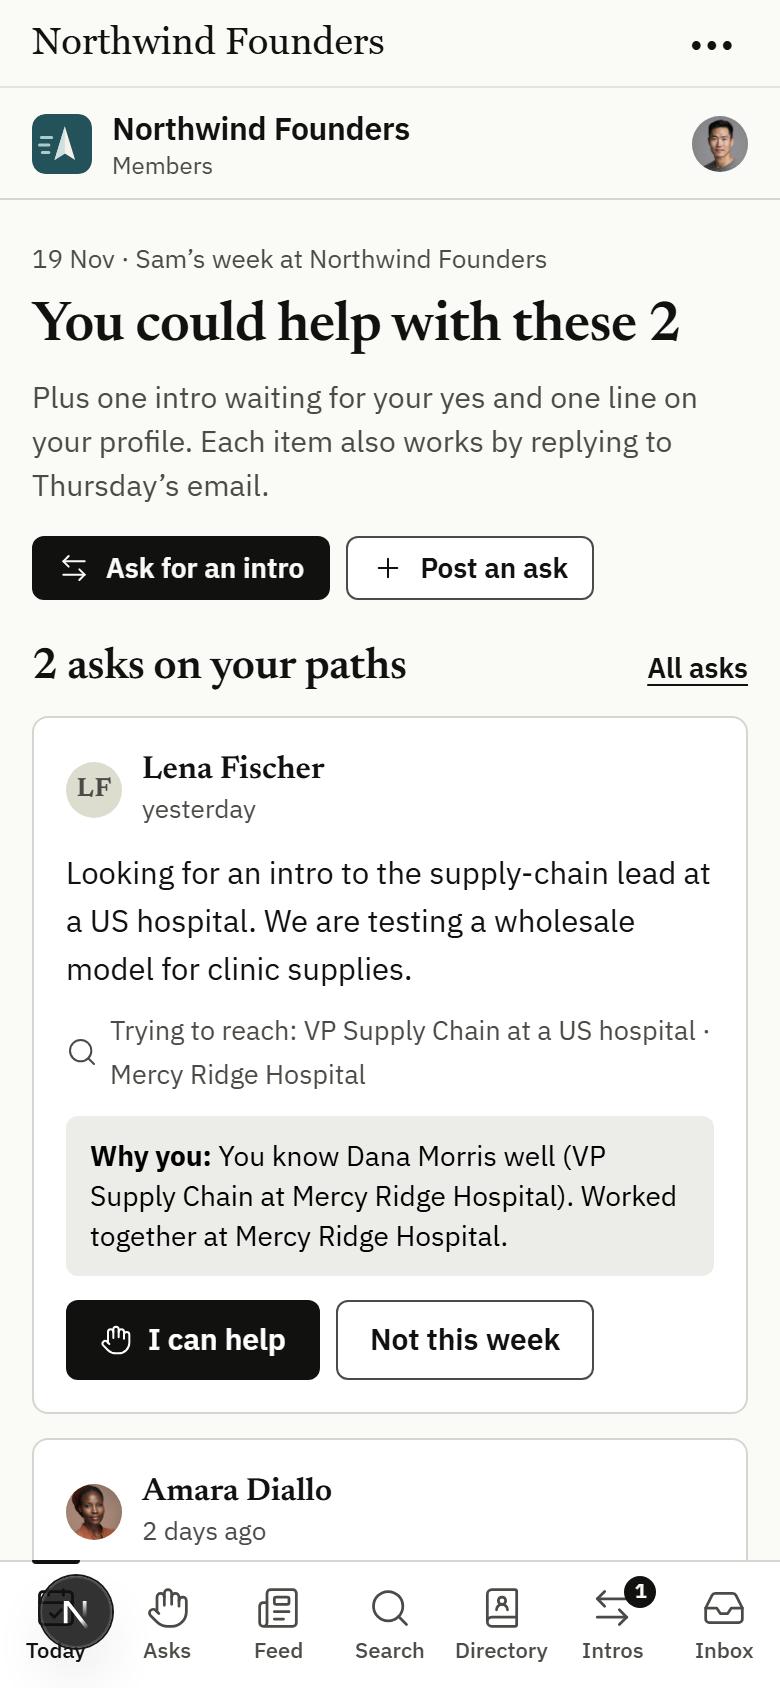 Northwind Founders
Northwind Founders
Members
19 Nov · Sam’s week at Northwind Founders
You could help with these 2
Plus one intro waiting for your yes and one line on
your profile. Each item also works by replying to
Thursday’s email.
Ask for an intro
Post an ask
2 asks on your paths
All asks
LF
Lena Fischer
yesterday
Looking for an intro to the supply-chain lead at
a US hospital. We are testing a wholesale
model for clinic supplies.
Trying to reach: VP Supply Chain at a US hospital ·
Mercy Ridge Hospital
Why you: You know Dana Morris well (VP
Supply Chain at Mercy Ridge Hospital). Worked
together at Mercy Ridge Hospital.
I can help
Not this week
Amara Diallo
2 days ago
N
1
Today
Asks
Feed
Search
Directory
Intros
Inbox